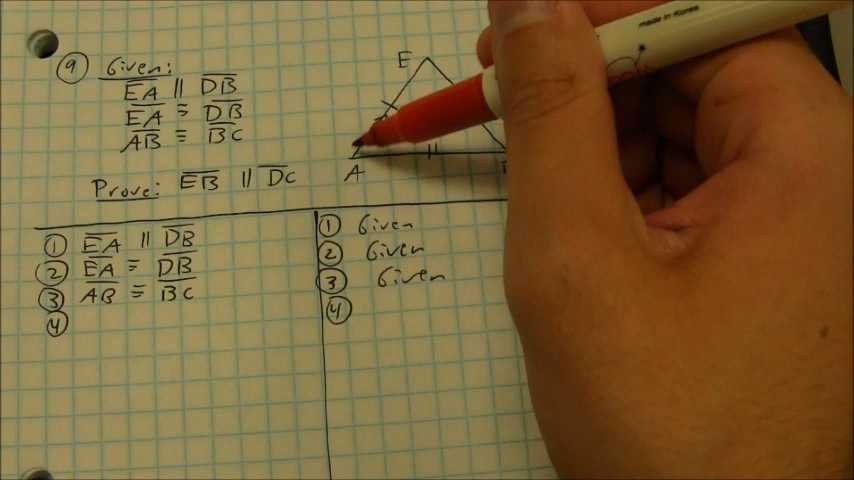 ⑨ Given:
EA || DB
EA ≅ DB
AB ≅ BC
Prove: EB || DC
E
A
① EA || DB
② EA ≅ DB
③ AB ≅ BC
④
① Given
② Given
③ Given
④
made in Korea